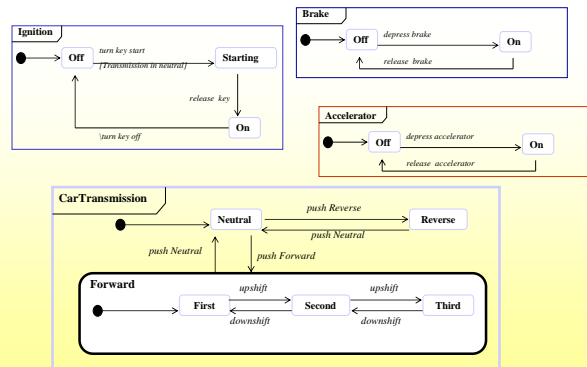 Ignition
Off
turn key start
[Transmission in neutral]
Starting
release key
On
\turn key off
Brake
Off
depress brake
On
release brake
Accelerator
Off
depress accelerator
On
release accelerator
CarTransmission
Neutral
push Reverse
Reverse
push Neutral
push Neutral
push Forward
Forward
First
upshift
Second
upshift
Third
downshift
downshift